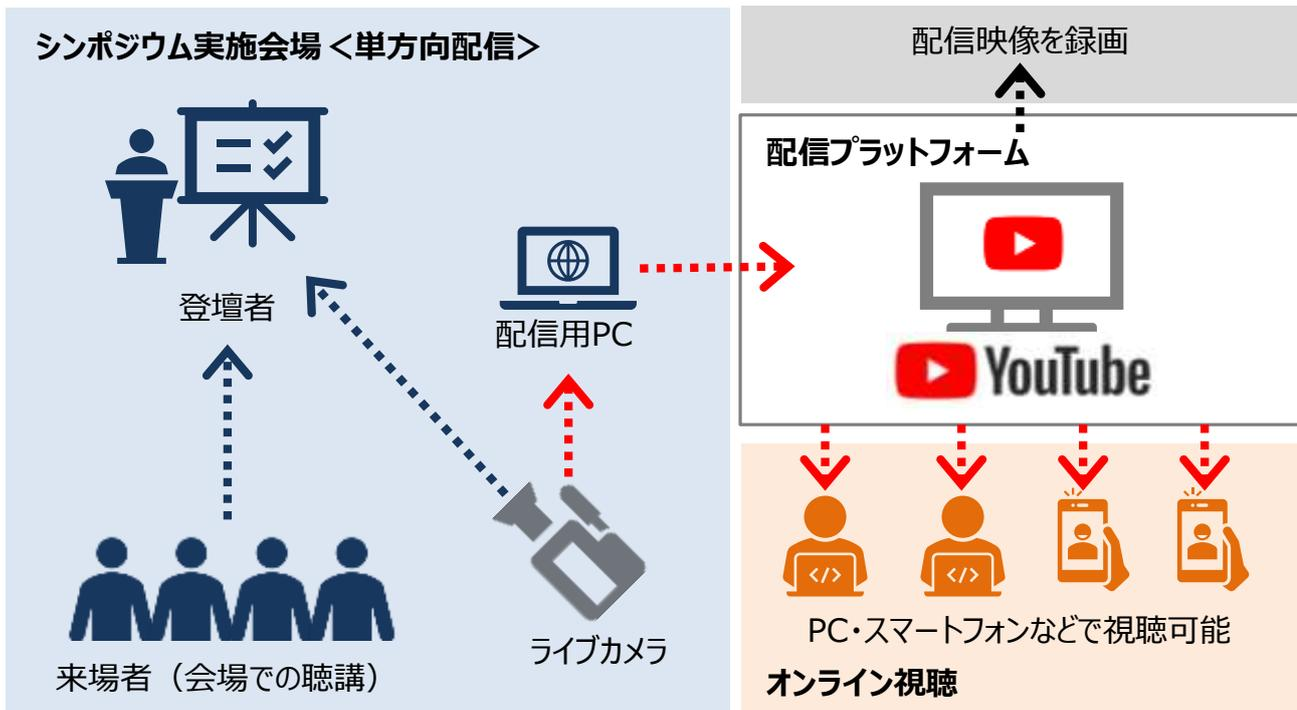 シンポジウム実施会場<単方向配信>
登壇者
配信用PC
来場者（会場での聴講）
ライブカメラ
配信映像を録画
配信プラットフォーム
YouTube
</>
</>
PC・スマートフォンなどで視聴可能
オンライン視聴